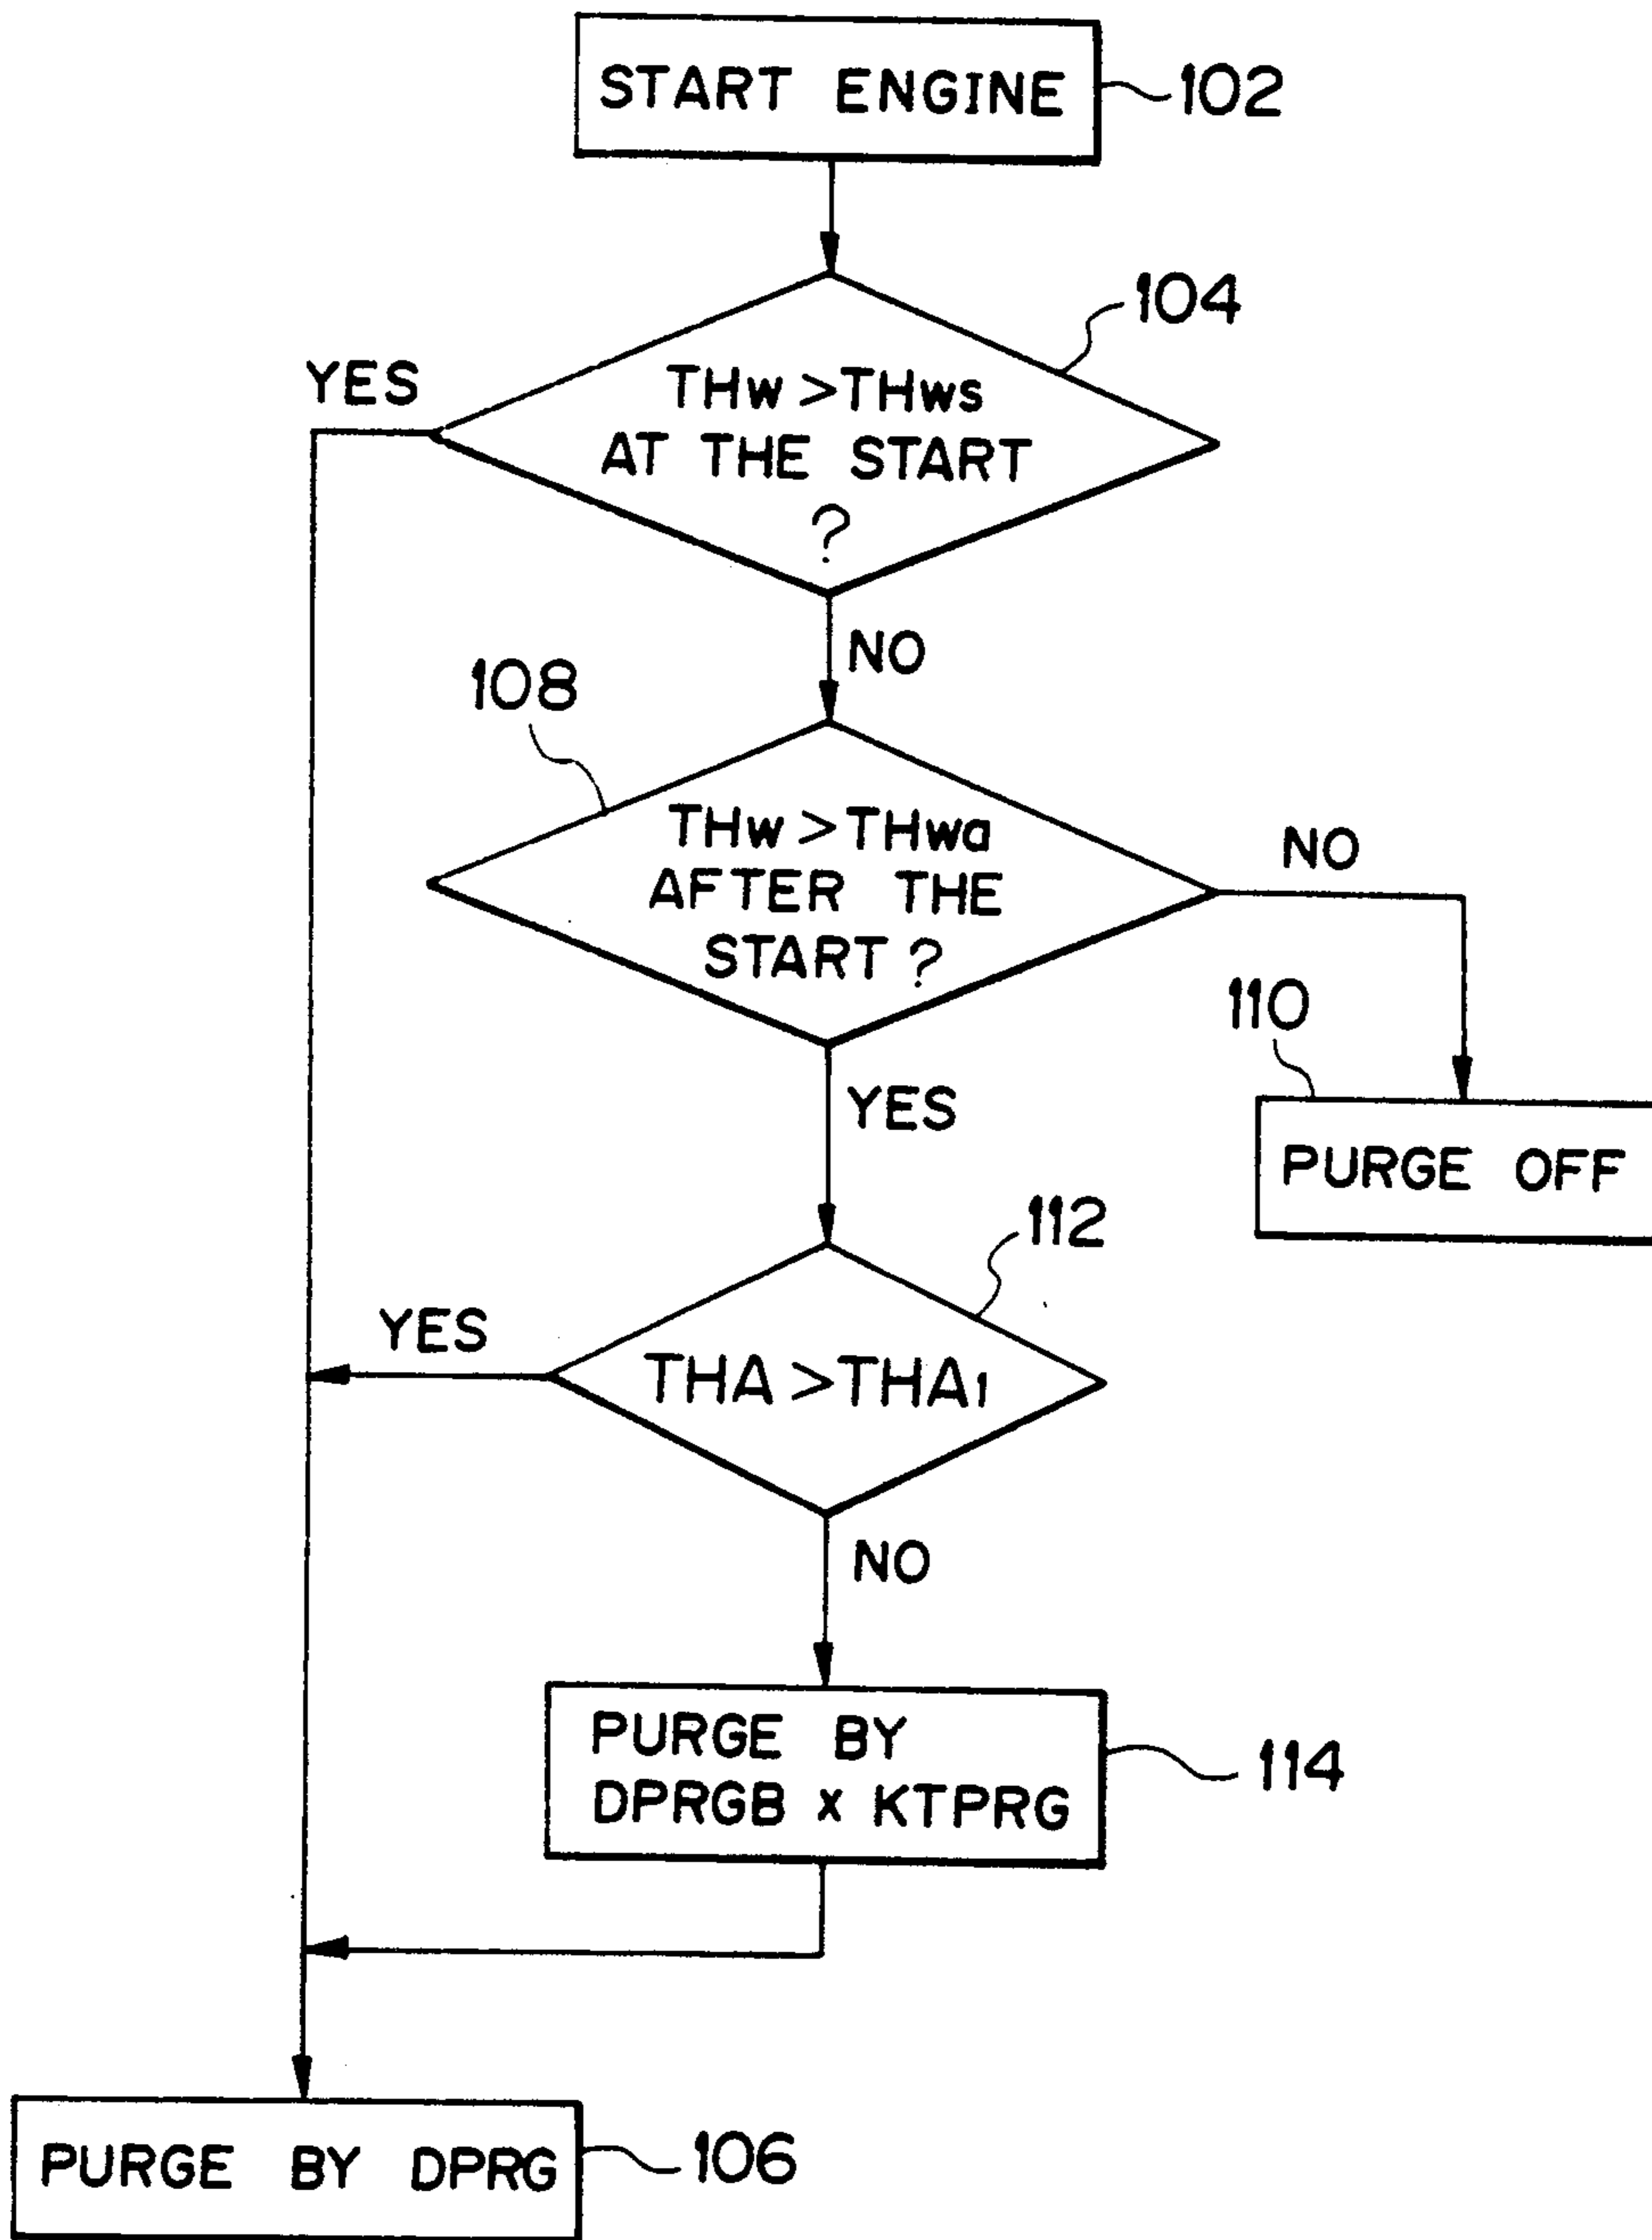 START ENGINE
102
104
YES
THw > THws
AT THE START
?
NO
108
THw > THwa
AFTER THE
START ?
NO
110
PURGE OFF
YES
112
YES
THA > THA1
NO
PURGE BY
DPRGB x KTPRG
114
PURGE BY DPRG
106